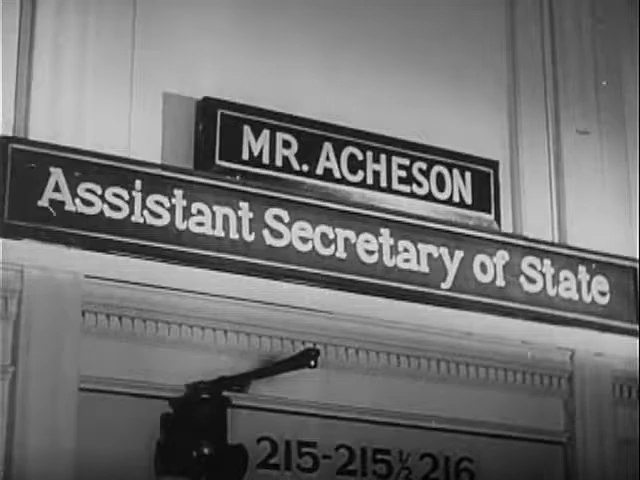 MR. ACHESON
Assistant Secretary of State
215-215½ 216